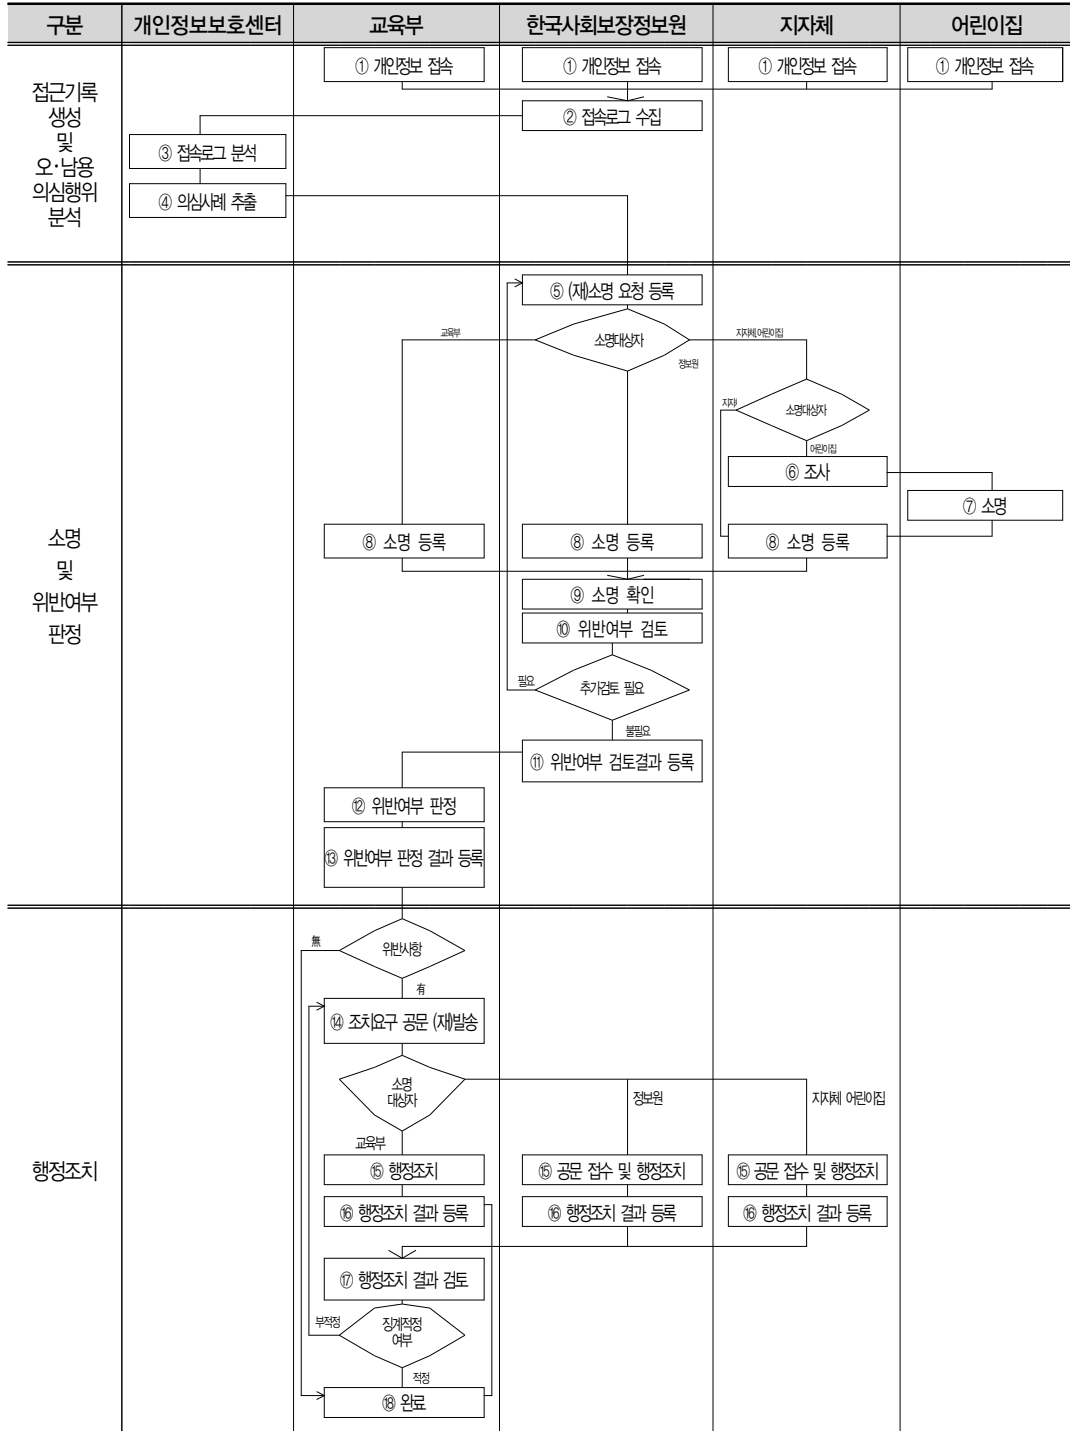 구분 개인정보보호센터 교육부 한국사회보장정보원 지자체 어린이집
접근기록
생성
및
오·남용
의심행위
분석
① 개인정보 접속 ① 개인정보 접속 ① 개인정보 접속 ① 개인정보 접속
② 접속로그 수집
③ 접속로그 분석
④ 의심사례 추출
소명
및
위반여부
판정
⑤ (재)소명 요청 등록
교육부 소명대상자 지자체,어린이집
정보원
지자체 소명대상자
어린이집
⑥ 조사
⑦ 소명
⑧ 소명 등록 ⑧ 소명 등록 ⑧ 소명 등록
⑨ 소명 확인
⑩ 위반여부 검토
필요 추가검토 필요
불필요
⑪ 위반여부 검토결과 등록
⑫ 위반여부 판정
⑬ 위반여부 판정 결과 등록
행정조치
無 위반사항
有
⑭ 조치요구 공문 (재)발송
소명
대상자
정보원 지자체 어린이집
교육부
⑮ 행정조치 ⑮ 공문 접수 및 행정조치 ⑮ 공문 접수 및 행정조치
⑯ 행정조치 결과 등록 ⑯ 행정조치 결과 등록 ⑯ 행정조치 결과 등록
⑰ 행정조치 결과 검토
부적정 징계적정
여부
적정
⑱ 완료